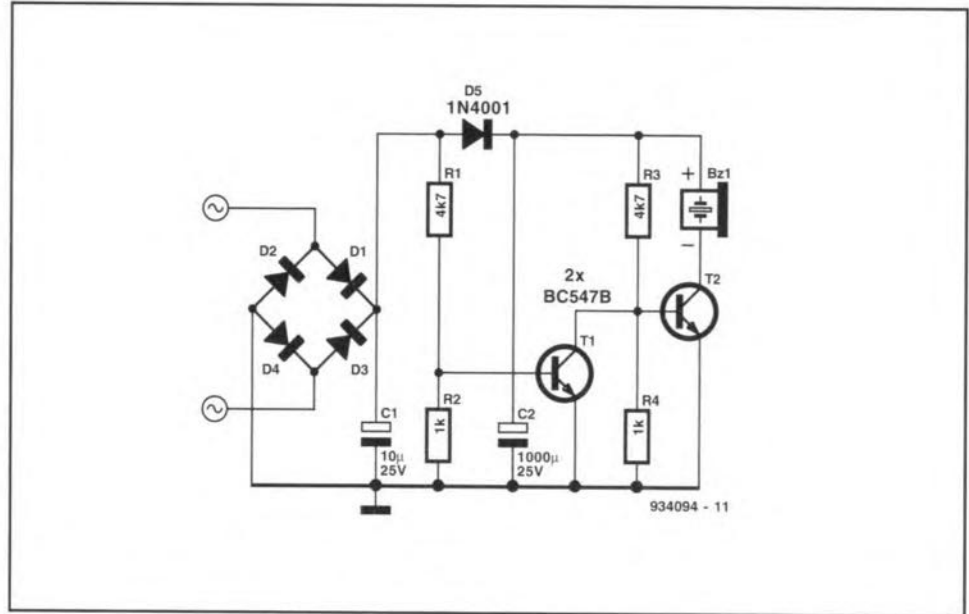 D5
1N4001
R1
4k7
R3
4k7
+
Bz1
−
D2
D1
D4
D3
2x
BC547B
T2
T1
C1
10µ
25V
R2
1k
C2
1000µ
25V
R4
1k
934094 - 11